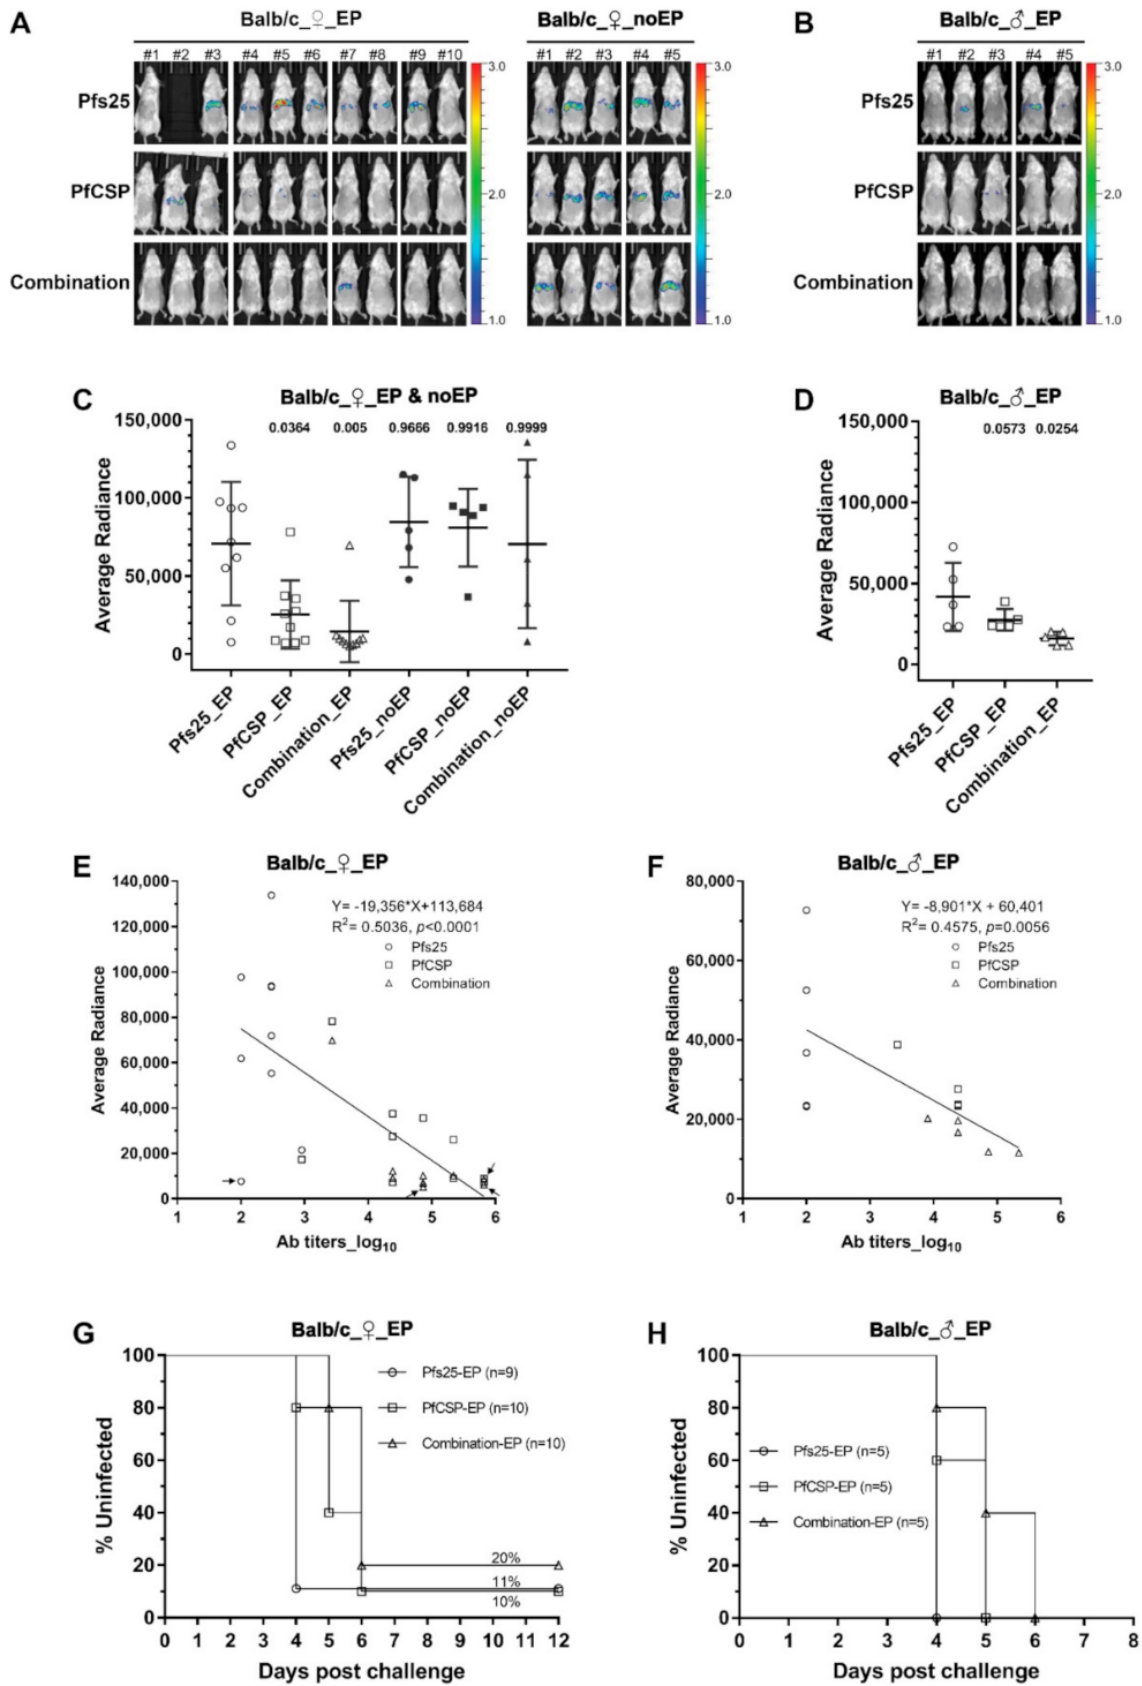 A
Balb/c_♀_EP
Balb/c_♀_noEP
B
Balb/c_♂_EP
#1 #2 #3 #4 #5 #6 #7 #8 #9 #10
#1 #2 #3 #4 #5
#1 #2 #3 #4 #5
Pfs25
3.0
3.0
Pfs25
3.0
PfCSP
2.0
2.0
PfCSP
2.0
Combination
1.0
1.0
Combination
1.0
C
Balb/c_♀_EP & noEP
0.0364 0.005 0.9666 0.9916 0.9999
Average Radiance
150,000
100,000
50,000
0
Pfs25_EP
PfCSP_EP
Combination_EP
Pfs25_noEP
PfCSP_noEP
Combination_noEP
D
Balb/c_♂_EP
0.0573 0.0254
Average Radiance
150,000
100,000
50,000
0
Pfs25_EP
PfCSP_EP
Combination_EP
E
Balb/c_♀_EP
Y= -19,356*X+113,684
R²= 0.5036, p<0.0001
Pfs25
PfCSP
Combination
Average Radiance
140,000
120,000
100,000
80,000
60,000
40,000
20,000
0
1 2 3 4 5 6
Ab titers_log₁₀
F
Balb/c_♂_EP
Y= -8,901*X + 60,401
R²= 0.4575, p=0.0056
Pfs25
PfCSP
Combination
Average Radiance
80,000
60,000
40,000
20,000
0
1 2 3 4 5 6
Ab titers_log₁₀
G
Balb/c_♀_EP
Pfs25-EP (n=9)
PfCSP-EP (n=10)
Combination-EP (n=10)
% Uninfected
100
80
60
40
20
0
20%
11%
10%
0 1 2 3 4 5 6 7 8 9 10 11 12
Days post challenge
H
Balb/c_♂_EP
Pfs25-EP (n=5)
PfCSP-EP (n=5)
Combination-EP (n=5)
% Uninfected
100
80
60
40
20
0
0 1 2 3 4 5 6 7 8
Days post challenge